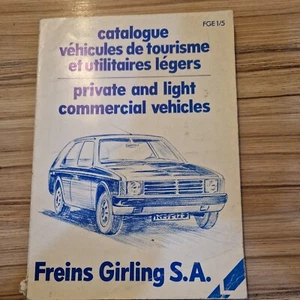 FGE 1/5
catalogue
véhicules de tourisme
et utilitaires légers
private and light
commercial vehicles
Freins Girling S.A.